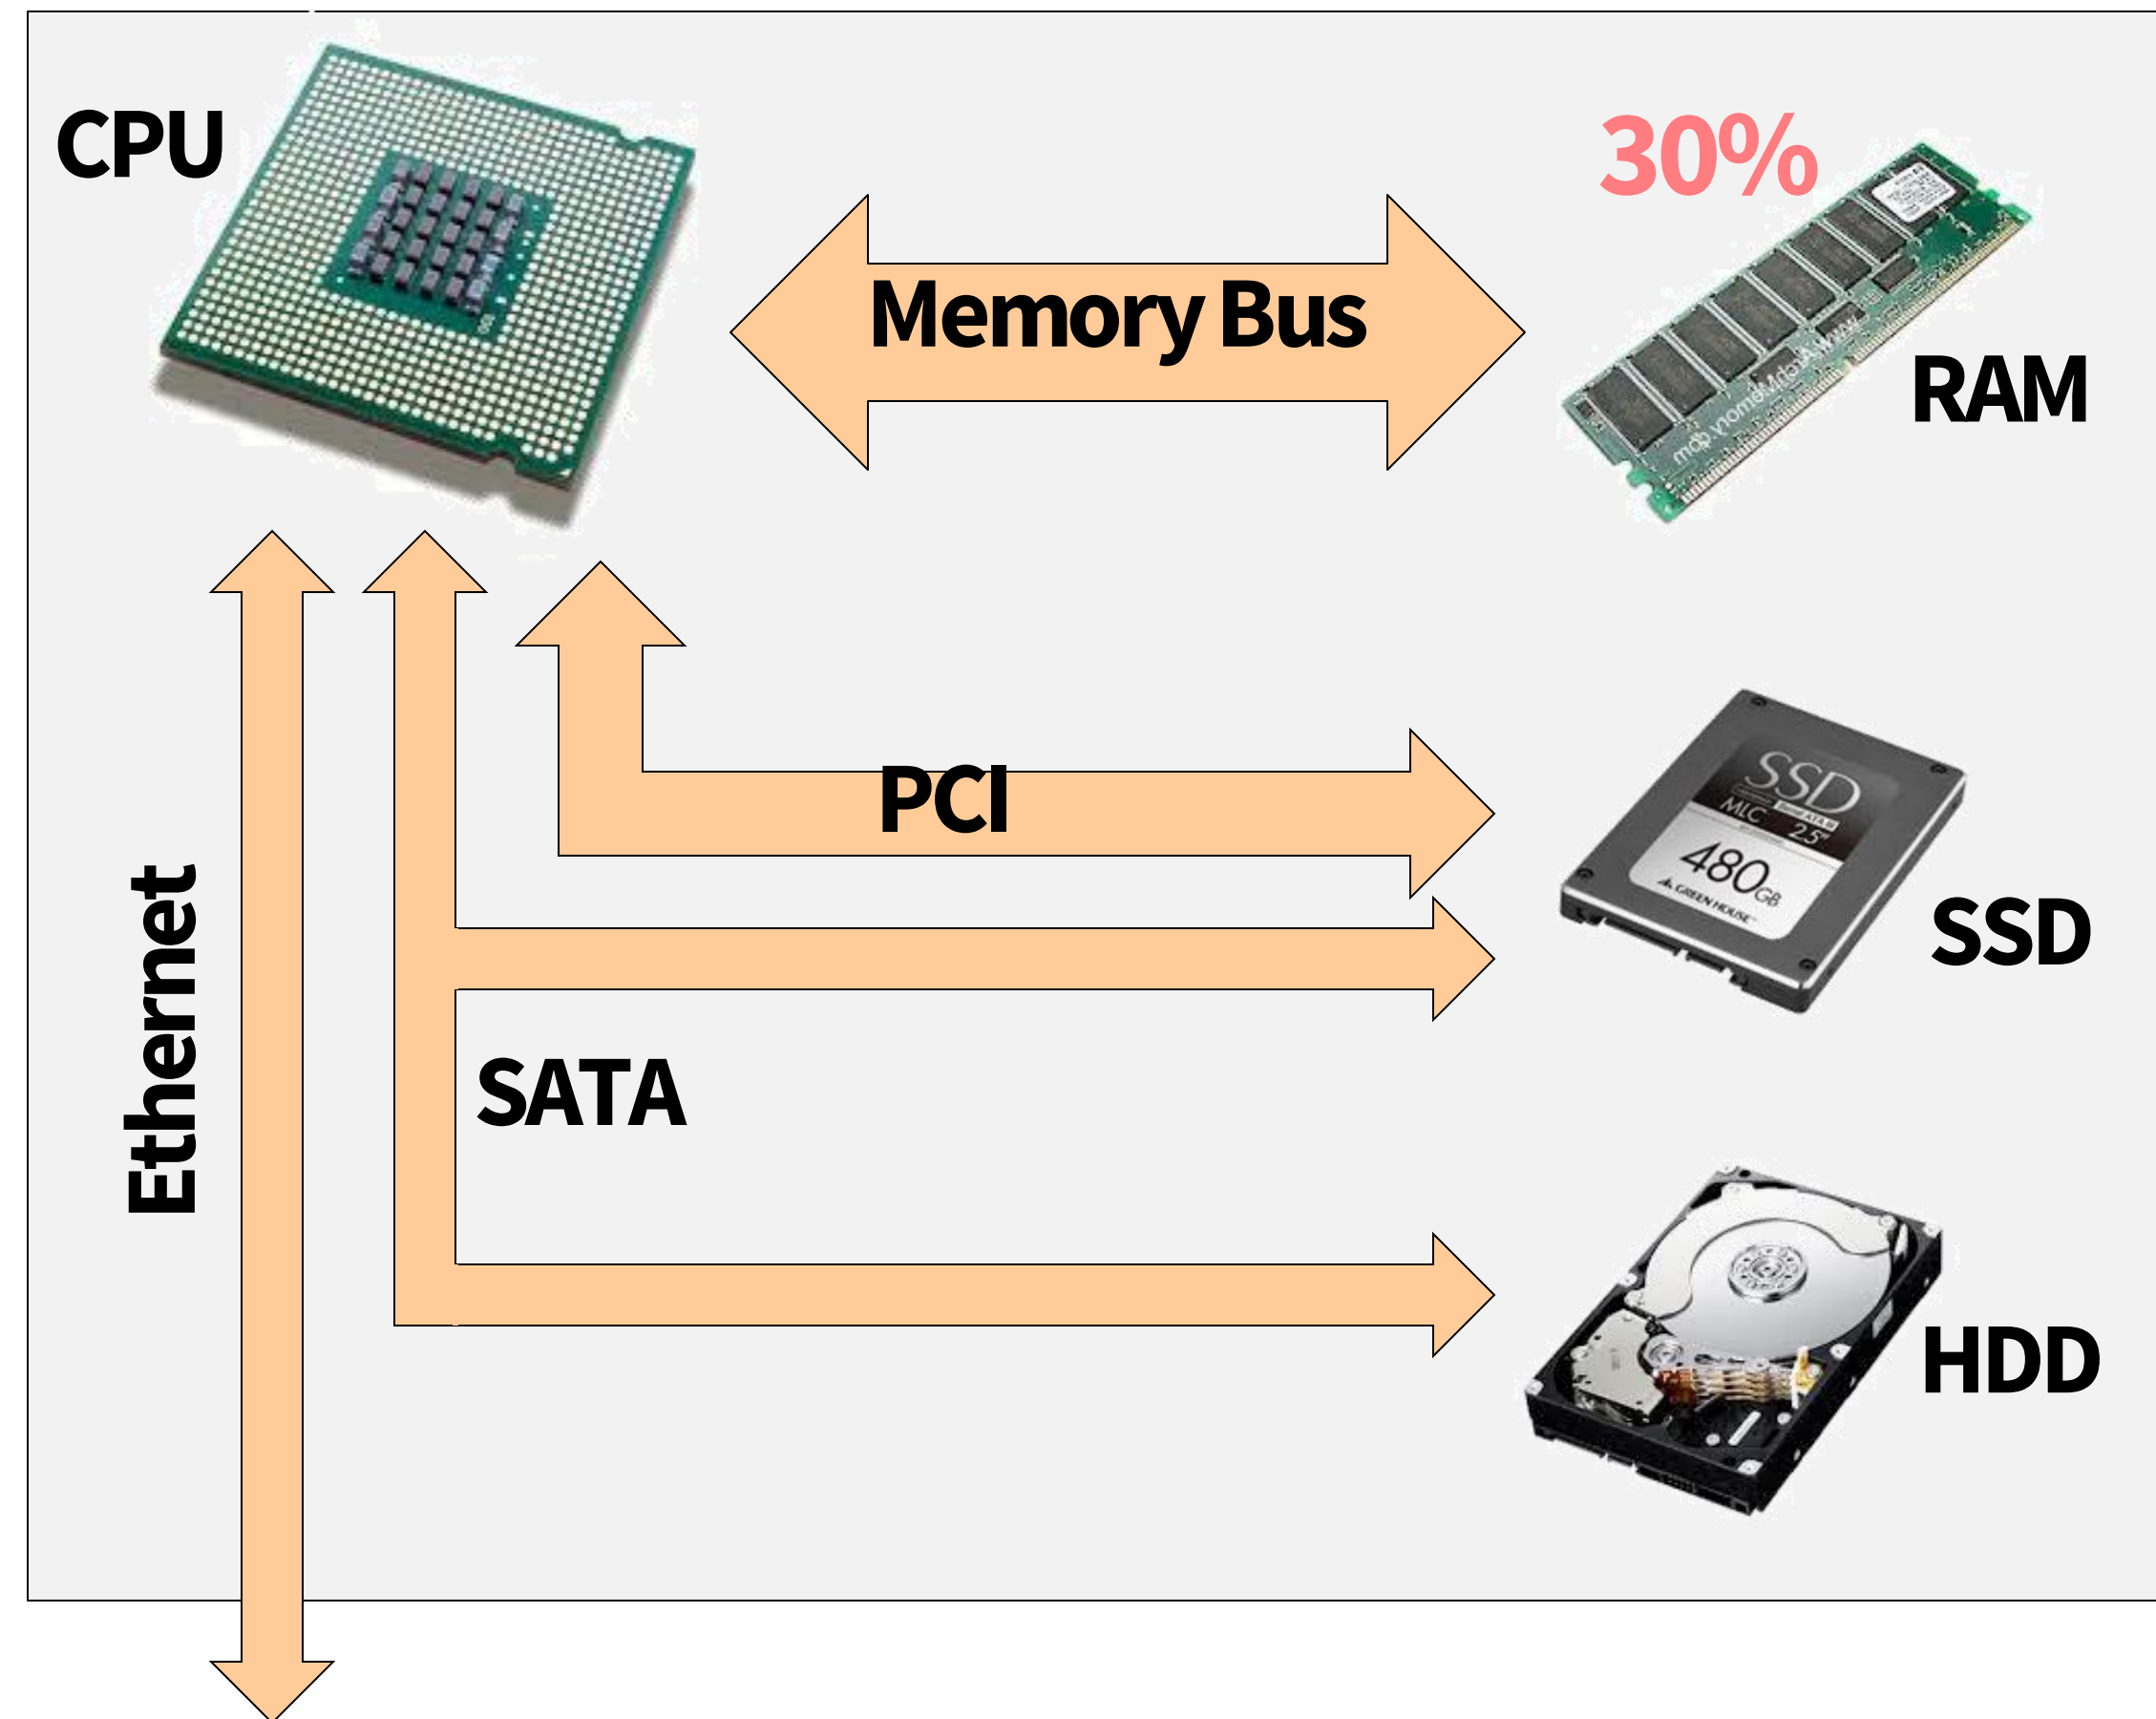 CPU
30%
Memory Bus
RAM
PCI
SSD
MLC 2.5"
480GB
GREEN HOUSE
SSD
Ethernet
SATA
HDD